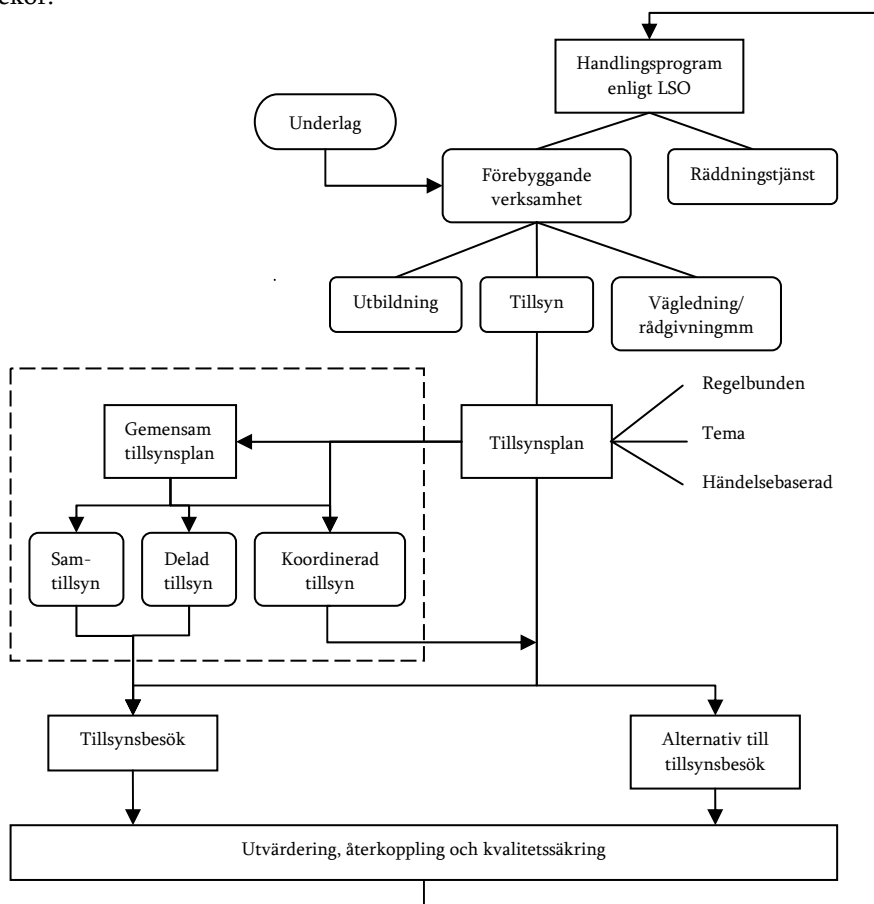 Handlingsprogram
enligt LSO
Underlag
Förebyggande
verksamhet
Räddningstjänst
Utbildning
Tillsyn
Vägledning/
rådgivningmm
Regelbunden
Tema
Händelsebaserad
Gemensam
tillsynsplan
Tillsynsplan
Sam-
tillsyn
Delad
tillsyn
Koordinerad
tillsyn
Tillsynsbesök
Alternativ till
tillsynsbesök
Utvärdering, återkoppling och kvalitetssäkring